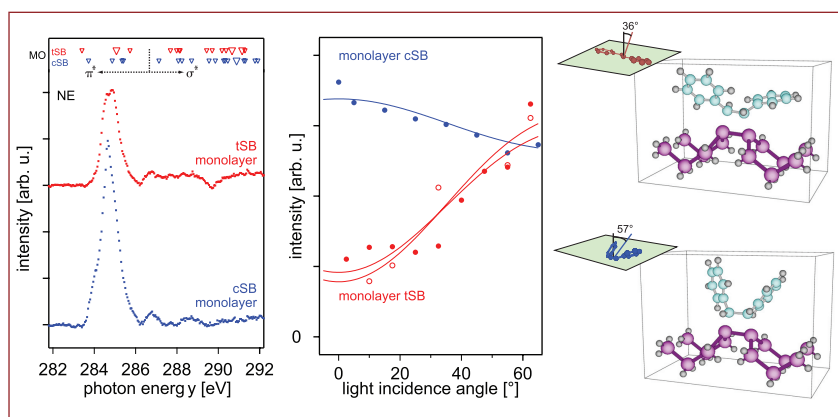 MO
tSB
cSB
π*
σ*
NE
tSB
monolayer
cSB
monolayer
intensity [arb. u.]
282 284 286 288 290 292
photon energy [eV]
monolayer cSB
monolayer tSB
intensity [arb. u.]
0
0 20 40 60
light incidence angle [°]
36°
57°